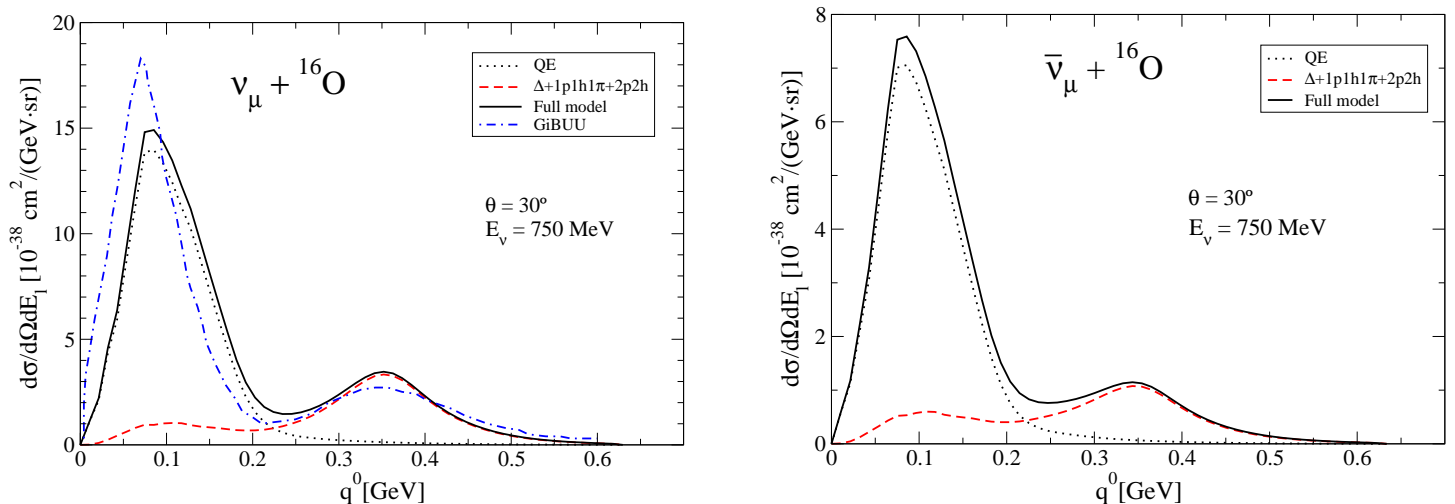 20
15
10
5
0
dσ/dΩdE_l [10^-38 cm^2/(GeV·sr)]
ν_μ + ^16O
QE
Δ+1p1h1π+2p2h
Full model
GiBUU
θ = 30º
E_ν = 750 MeV
0 0.1 0.2 0.3 0.4 0.5 0.6
q^0[GeV]
8
6
4
2
0
dσ/dΩdE_l [10^-38 cm^2/(GeV·sr)]
ν̄_μ + ^16O
QE
Δ+1p1h1π+2p2h
Full model
θ = 30º
E_ν = 750 MeV
0 0.1 0.2 0.3 0.4 0.5 0.6
q^0[GeV]